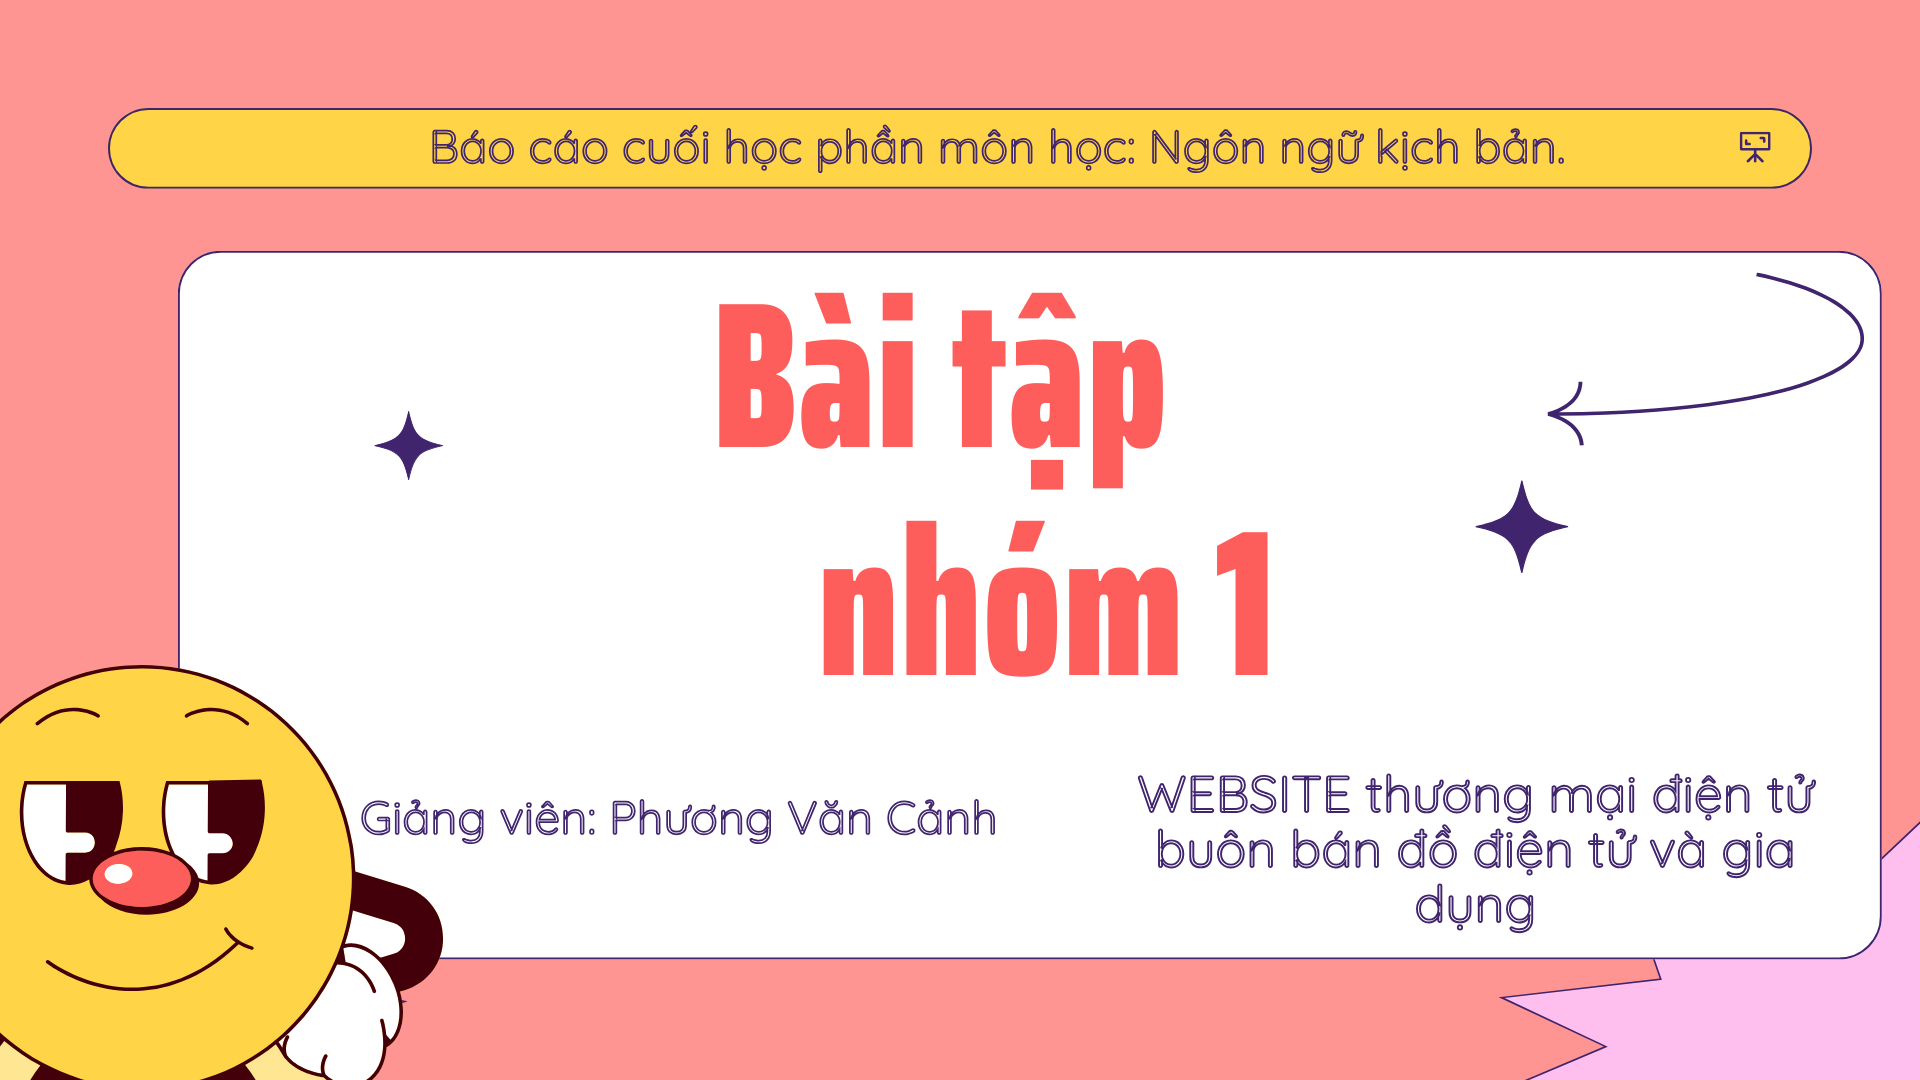 Báo cáo cuối học phần môn học: Ngôn ngữ kịch bản.
Bài tập
nhóm 1
Giảng viên: Phương Văn Cảnh
WEBSITE thương mại điện tử
buôn bán đồ điện tử và gia
dụng